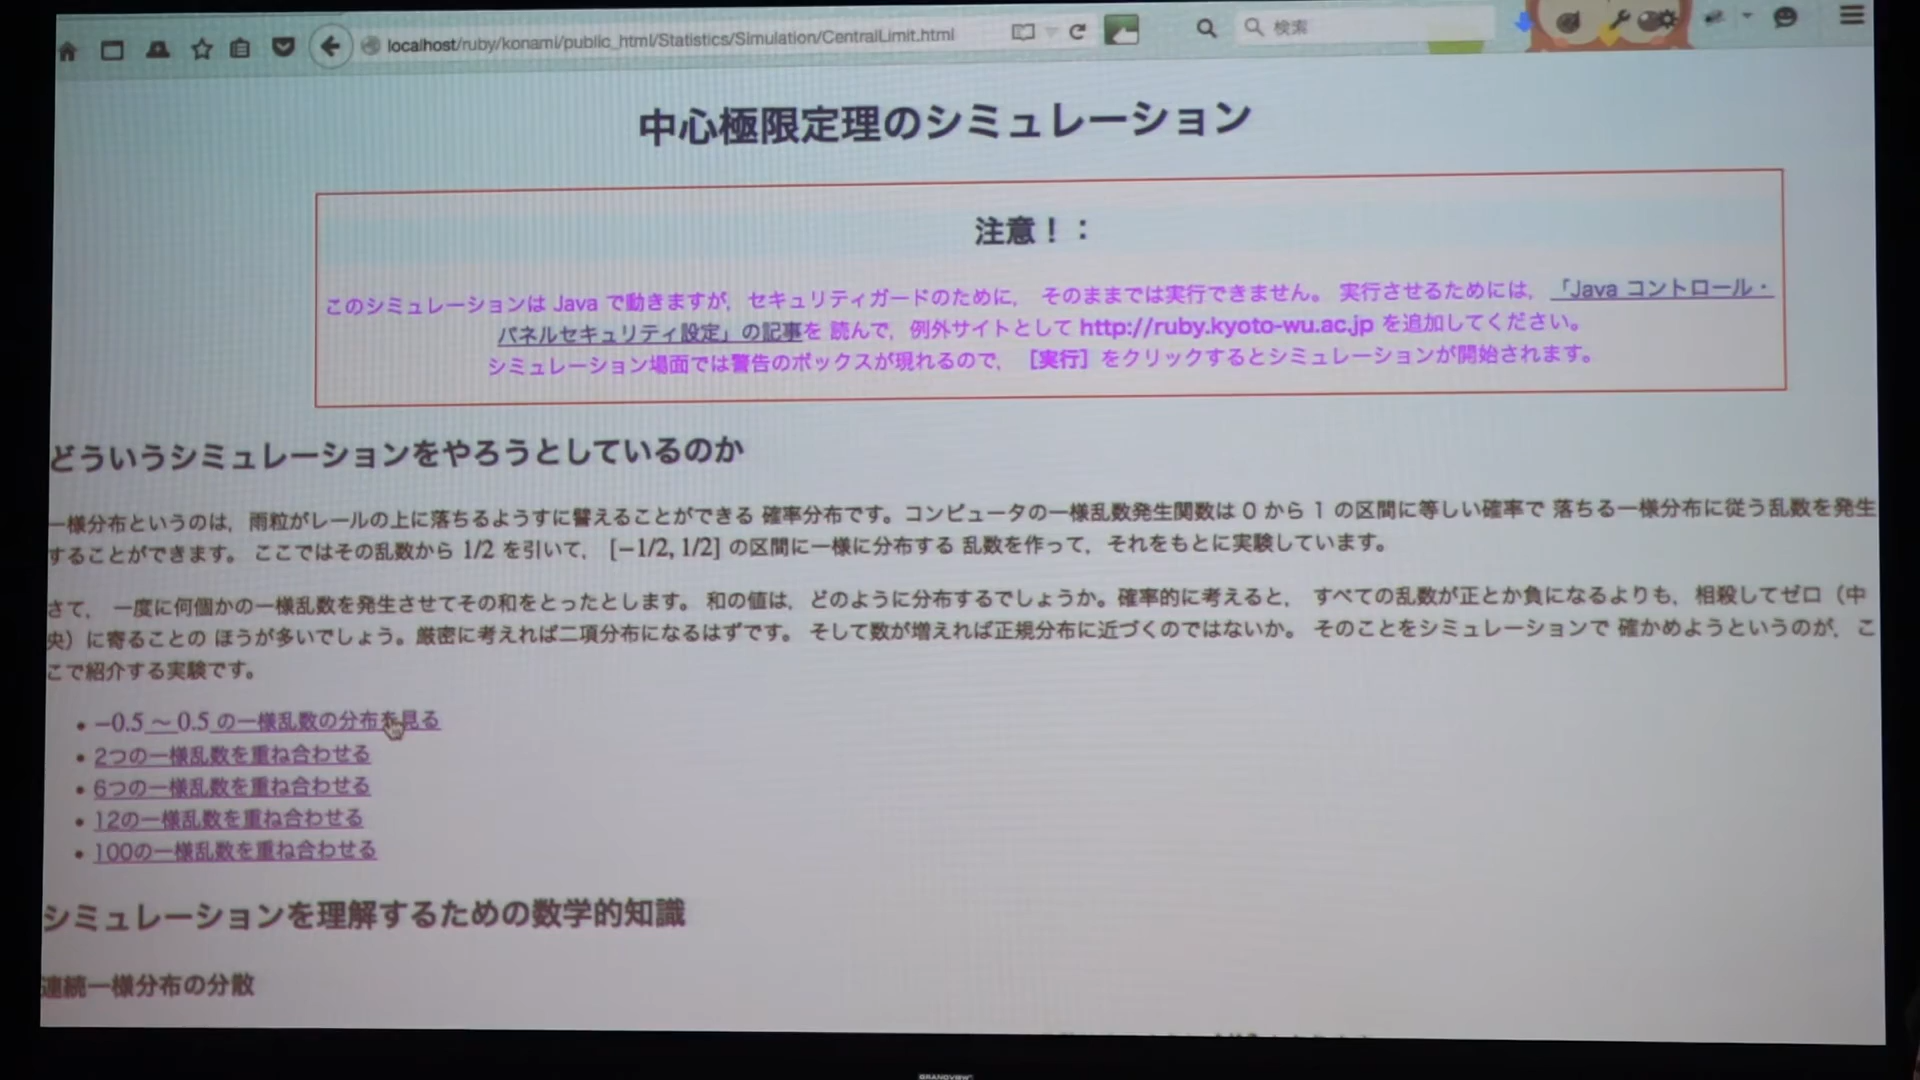 localhost/ruby/konami/public_html/Statistics/Simulation/CentralLimit.html
検索
中心極限定理のシミュレーション
注意！：
このシミュレーションは Java で動きますが，セキュリティガードのために， そのままでは実行できません。 実行させるためには，「Java コントロール・
パネルセキュリティ設定」の記事を 読んで，例外サイトとして http://ruby.kyoto-wu.ac.jp を追加してください。
シミュレーション場面では警告のボックスが現れるので，［実行］をクリックするとシミュレーションが開始されます。
どういうシミュレーションをやろうとしているのか
一様分布というのは，雨粒がレールの上に落ちるようすに譬えることができる 確率分布です。コンピュータの一様乱数発生関数は 0 から 1 の区間に等しい確率で 落ちる一様分布に従う乱数を発生
することができます。 ここではその乱数から 1/2 を引いて， [−1/2, 1/2] の区間に一様に分布する 乱数を作って，それをもとに実験しています。
さて， 一度に何個かの一様乱数を発生させてその和をとったとします。 和の値は，どのように分布するでしょうか。確率的に考えると， すべての乱数が正とか負になるよりも，相殺してゼロ（中
央）に寄ることの ほうが多いでしょう。厳密に考えれば二項分布になるはずです。 そして数が増えれば正規分布に近づくのではないか。 そのことをシミュレーションで 確かめようというのが，こ
こで紹介する実験です。
• −0.5 〜 0.5 の一様乱数の分布を見る
• 2つの一様乱数を重ね合わせる
• 6つの一様乱数を重ね合わせる
• 12の一様乱数を重ね合わせる
• 100の一様乱数を重ね合わせる
シミュレーションを理解するための数学的知識
連続一様分布の分散
GRANDVIEW